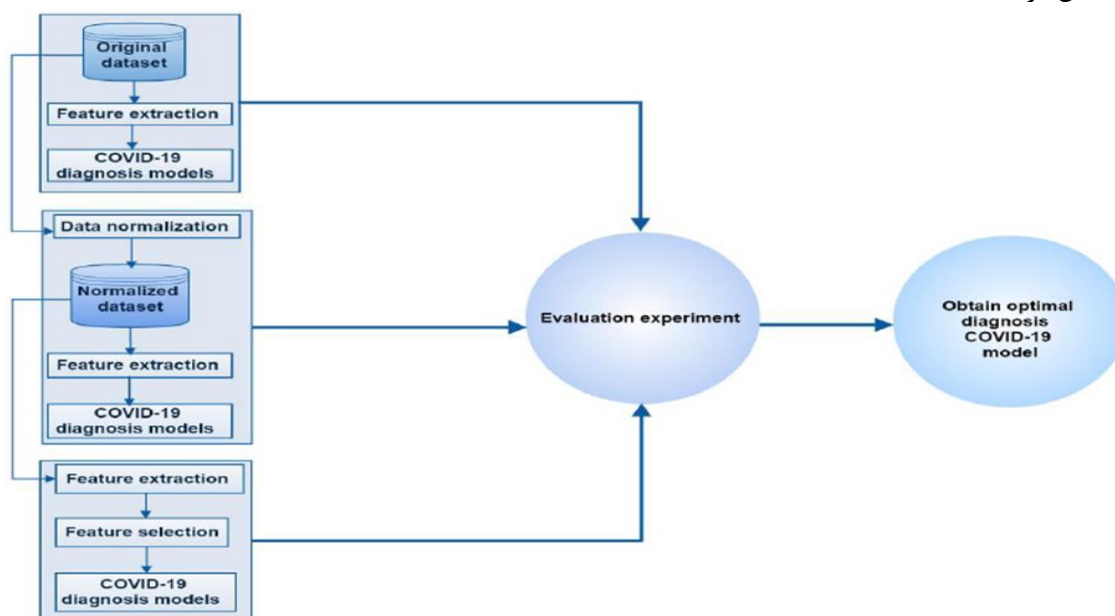 Original
dataset
Feature extraction
COVID-19
diagnosis models
Data normalization
Normalized
dataset
Feature extraction
COVID-19
diagnosis models
Feature extraction
Feature selection
COVID-19
diagnosis models
Evaluation experiment
Obtain optimal
diagnosis
COVID-19
model